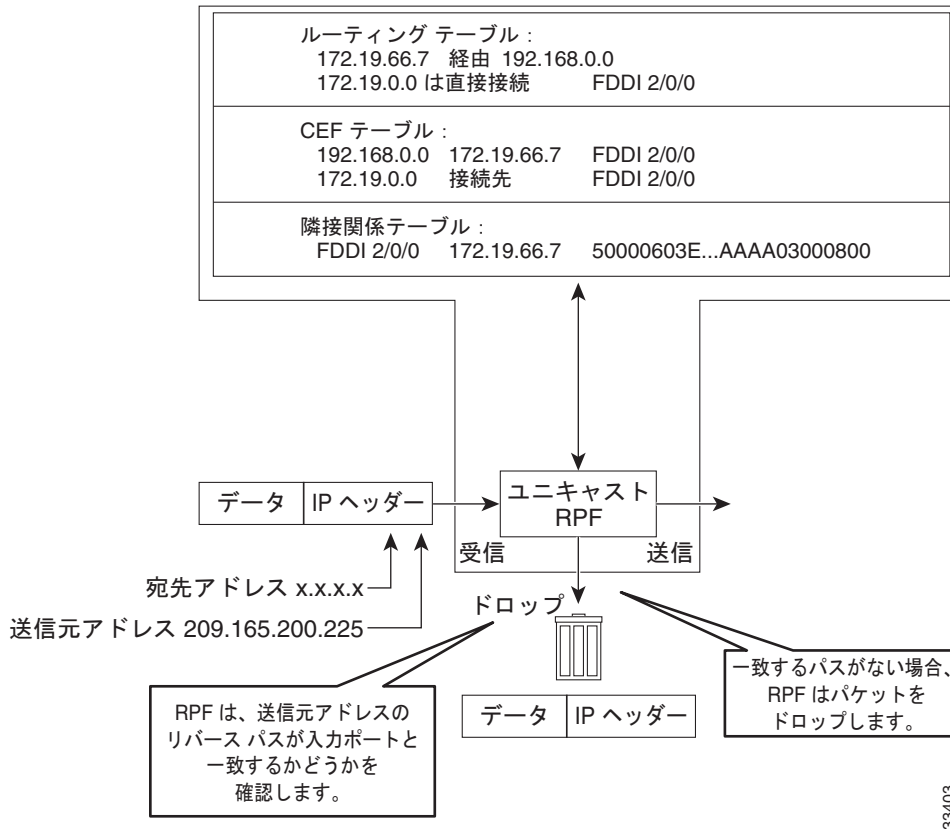 ルーティング テーブル：
172.19.66.7 経由 192.168.0.0
172.19.0.0 は直接接続 FDDI 2/0/0
CEF テーブル：
192.168.0.0 172.19.66.7 FDDI 2/0/0
172.19.0.0 接続先 FDDI 2/0/0
隣接関係テーブル：
FDDI 2/0/0 172.19.66.7 50000603E...AAAA03000800
データ IP ヘッダー
ユニキャスト
RPF
受信
送信
宛先アドレス x.x.x.x
送信元アドレス 209.165.200.225
ドロップ
データ IP ヘッダー
RPF は、送信元アドレスの
リバース パスが入力ポートと
一致するかどうかを
確認します。
一致するパスがない場合、
RPF はパケットを
ドロップします。
33403